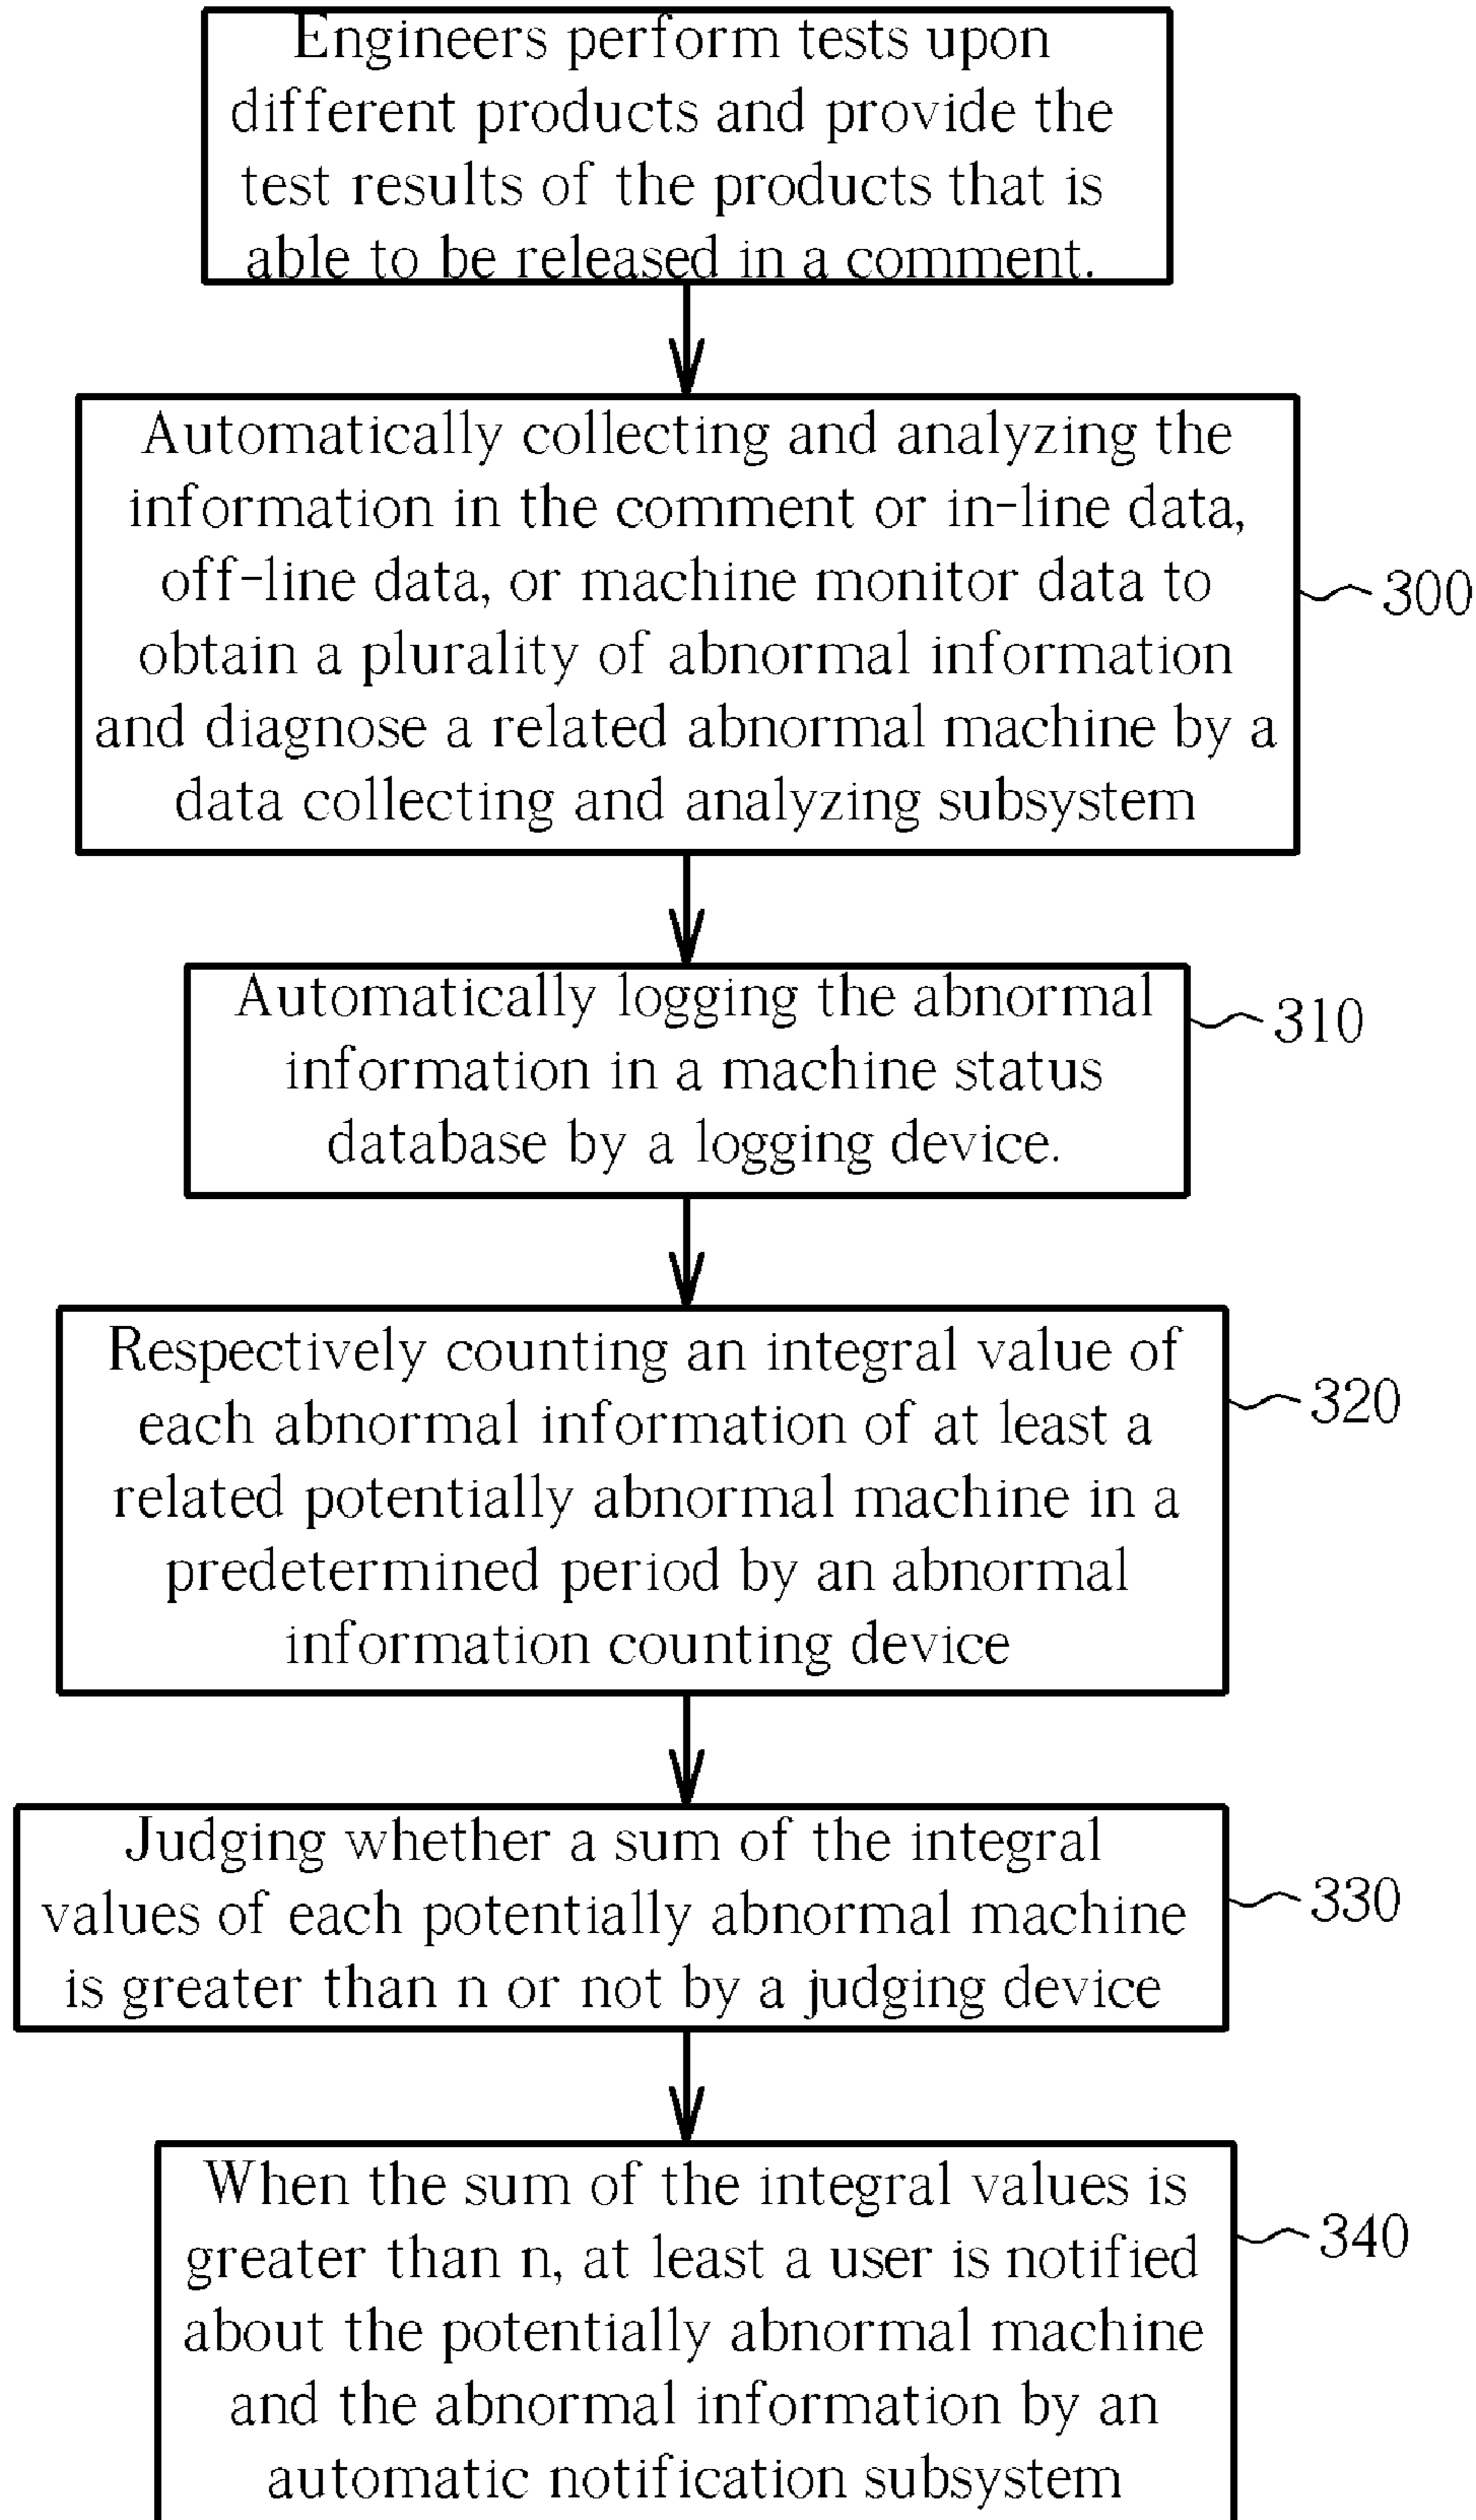 Engineers perform tests upon
different products and provide the
test results of the products that is
able to be released in a comment.
Automatically collecting and analyzing the
information in the comment or in-line data,
off-line data, or machine monitor data to
obtain a plurality of abnormal information
and diagnose a related abnormal machine by a
data collecting and analyzing subsystem
300
Automatically logging the abnormal
information in a machine status
database by a logging device.
310
Respectively counting an integral value of
each abnormal information of at least a
related potentially abnormal machine in a
predetermined period by an abnormal
information counting device
320
Judging whether a sum of the integral
values of each potentially abnormal machine
is greater than n or not by a judging device
330
When the sum of the integral values is
greater than n, at least a user is notified
about the potentially abnormal machine
and the abnormal information by an
automatic notification subsystem
340